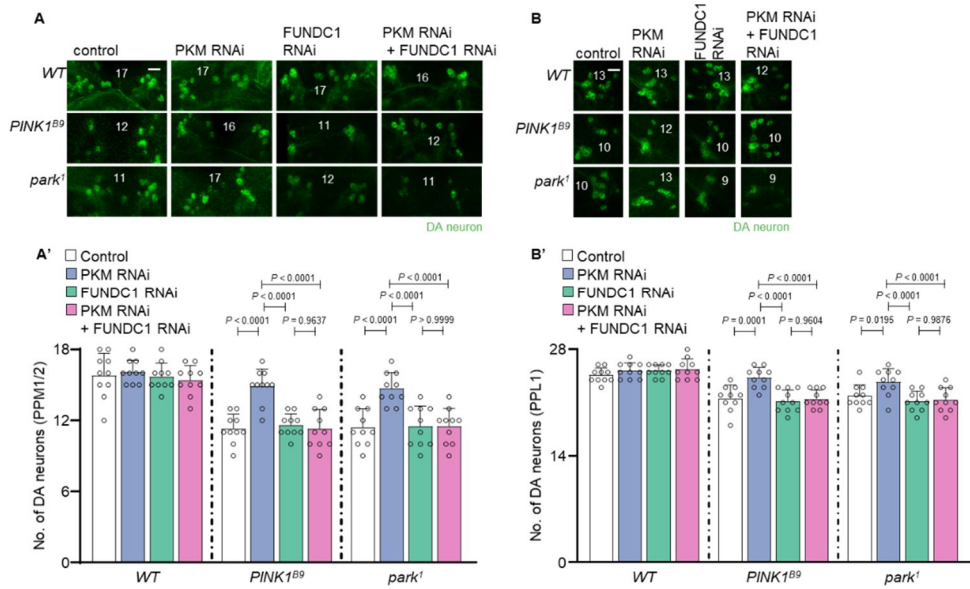 A
control
PKM RNAi
FUNDC1
RNAi
PKM RNAi
+ FUNDC1 RNAi
WT
17
17
17
16
PINK1B9
12
16
11
12
park1
11
17
12
11
DA neuron
B
control
PKM
RNAi
FUNDC1
RNAi
PKM RNAi
+ FUNDC1
RNAi
WT
13
13
13
12
PINK1B9
10
12
10
10
park1
10
13
9
9
DA neuron
A’
Control
PKM RNAi
FUNDC1 RNAi
PKM RNAi
+ FUNDC1 RNAi
P < 0.0001
P < 0.0001
P < 0.0001 P = 0.9637
P < 0.0001
P < 0.0001
P < 0.0001 P > 0.9999
No. of DA neurons (PPM1/2)
18
12
6
0
WT
PINK1B9
park1
B’
Control
PKM RNAi
FUNDC1 RNAi
PKM RNAi
+ FUNDC1 RNAi
P < 0.0001
P < 0.0001
P = 0.0001 P = 0.9604
P < 0.0001
P < 0.0001
P = 0.0195 P = 0.9876
No. of DA neurons (PPL1)
28
14
0
WT
PINK1B9
park1